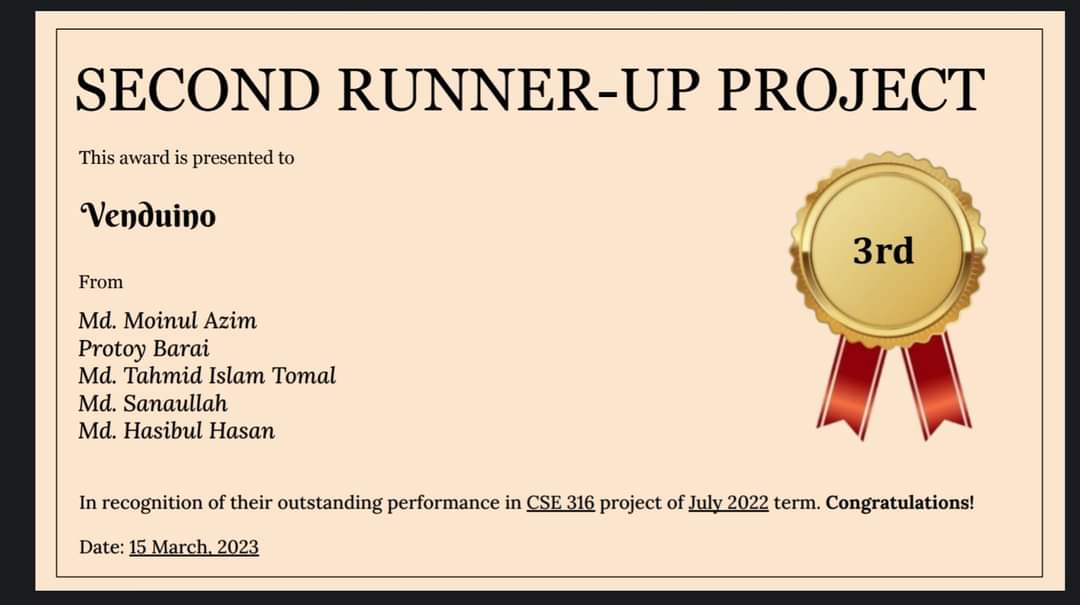 SECOND RUNNER-UP PROJECT
This award is presented to
Venduino
3rd
From
Md. Moinul Azim
Protoy Barai
Md. Tahmid Islam Tomal
Md. Sanaullah
Md. Hasibul Hasan
In recognition of their outstanding performance in CSE 316 project of July 2022 term. Congratulations!
Date: 15 March, 2023